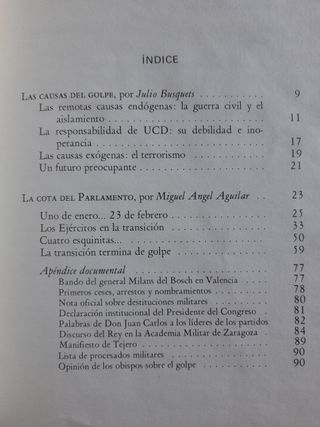 ÍNDICE
LAS CAUSAS DEL GOLPE, por Julio Busquets . . . . . . . . . . 9
Las remotas causas endógenas: la guerra civil y el
aislamiento . . . . . . . . . . . . . . . . . . 11
La responsabilidad de UCD: su debilidad e ino-
perancia . . . . . . . . . . . . . . . . . . . 17
Las causas exógenas: el terrorismo . . . . . . . . . 19
Un futuro preocupante . . . . . . . . . . . . . 21
LA COTA DEL PARLAMENTO, por Miguel Angel Aguilar . . . 23
Uno de enero... 23 de febrero . . . . . . . . . . 25
Los Ejércitos en la transición . . . . . . . . . . 33
Cuatro esquinitas... . . . . . . . . . . . . . . 50
La transición termina de golpe . . . . . . . . . 59
Apéndice documental . . . . . . . . . . . . . . 77
Bando del general Milans del Bosch en Valencia . . . 77
Primeros ceses, arrestos y nombramientos . . . . . 78
Nota oficial sobre destituciones militares . . . . . 80
Declaración institucional del Presidente del Congreso . 81
Palabras de Don Juan Carlos a los líderes de los partidos 82
Discurso del Rey en la Academia Militar de Zaragoza . 84
Manifiesto de Tejero . . . . . . . . . . . . . . 89
Lista de procesados militares . . . . . . . . . . 90
Opinión de los obispos sobre el golpe . . . . . . . 90